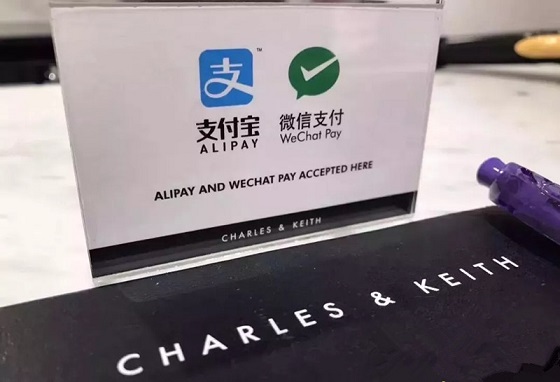 支
TM
支付宝
ALIPAY
微信支付
WeChat Pay
ALIPAY AND WECHAT PAY ACCEPTED HERE
CHARLES & KEITH
CHARLES & KEITH